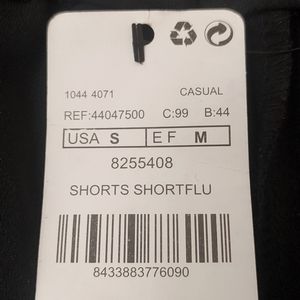 1044 4071 CASUAL
REF:44047500 C:99 B:44
USA S E F M
8255408
SHORTS SHORTFLU
8433883776090